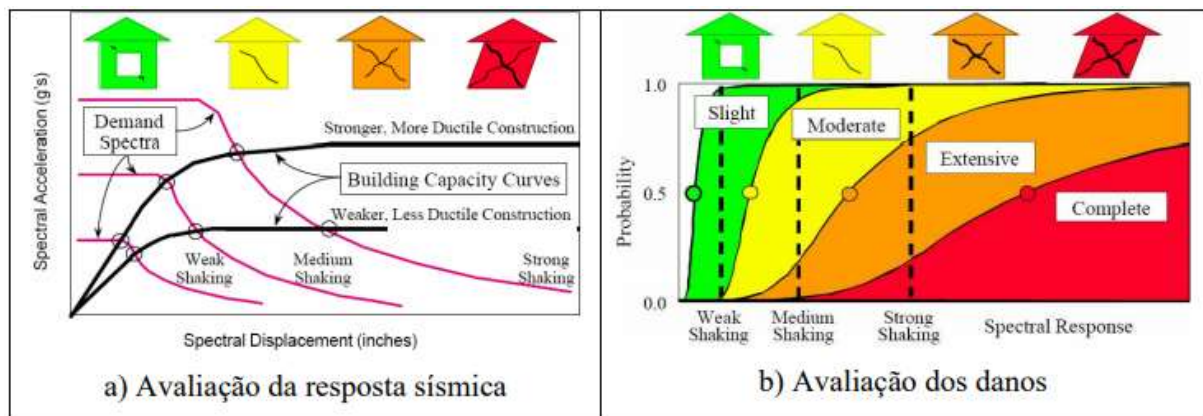 Spectral Acceleration (g's)
Demand
Spectra
Stronger, More Ductile Construction
Building Capacity Curves
Weaker, Less Ductile Construction
Weak
Shaking
Medium
Shaking
Strong
Shaking
Spectral Displacement (inches)
a) Avaliação da resposta sísmica
Probability
1.0
0.5
0.0
Slight
Moderate
Extensive
Complete
Weak
Shaking
Medium
Shaking
Strong
Shaking
Spectral Response
b) Avaliação dos danos